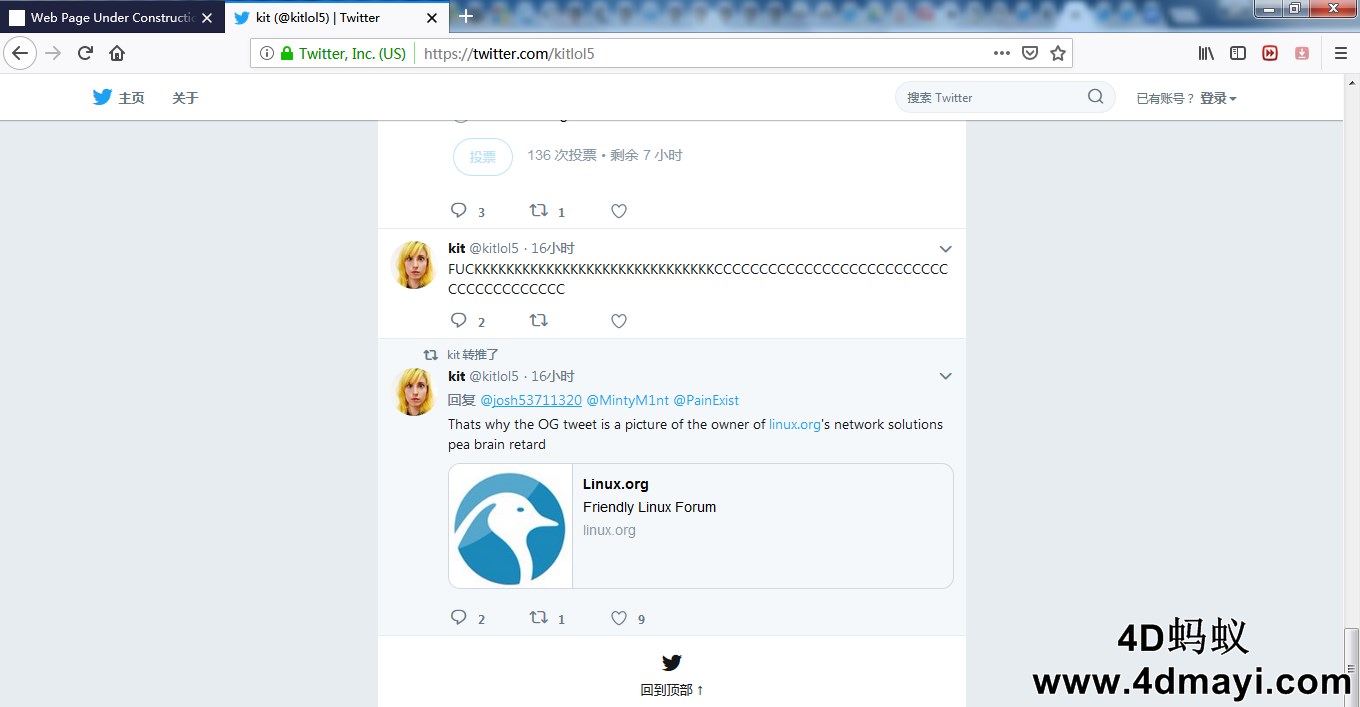 Web Page Under Constructi
kit (@kitlol5) | Twitter
Twitter, Inc. (US) https://twitter.com/kitlol5
主页 关于 搜索 Twitter 已有账号？ 登录
投票 136 次投票 • 剩余 7 小时
3 1
kit @kitlol5 · 16小时
FUCKKKKKKKKKKKKKKKKKKKKKKKKKKKKKKCCCCCCCCCCCCCCCCCCCCCCCCCC
CCCCCCCCCCCCC
2
kit 转推了
kit @kitlol5 · 16小时
回复 @josh53711320 @MintyM1nt @PainExist
Thats why the OG tweet is a picture of the owner of linux.org's network solutions
pea brain retard
Linux.org
Friendly Linux Forum
linux.org
2 1 9
回到顶部 ↑
4D蚂蚁
www.4dmayi.com